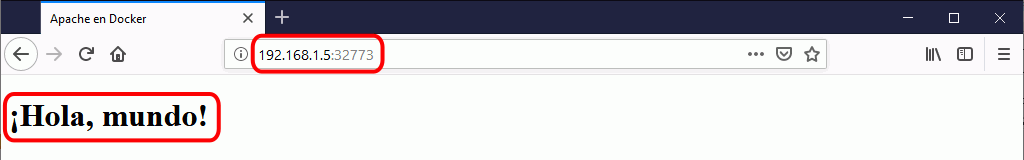 Apache en Docker
192.168.1.5:32773
¡Hola, mundo!